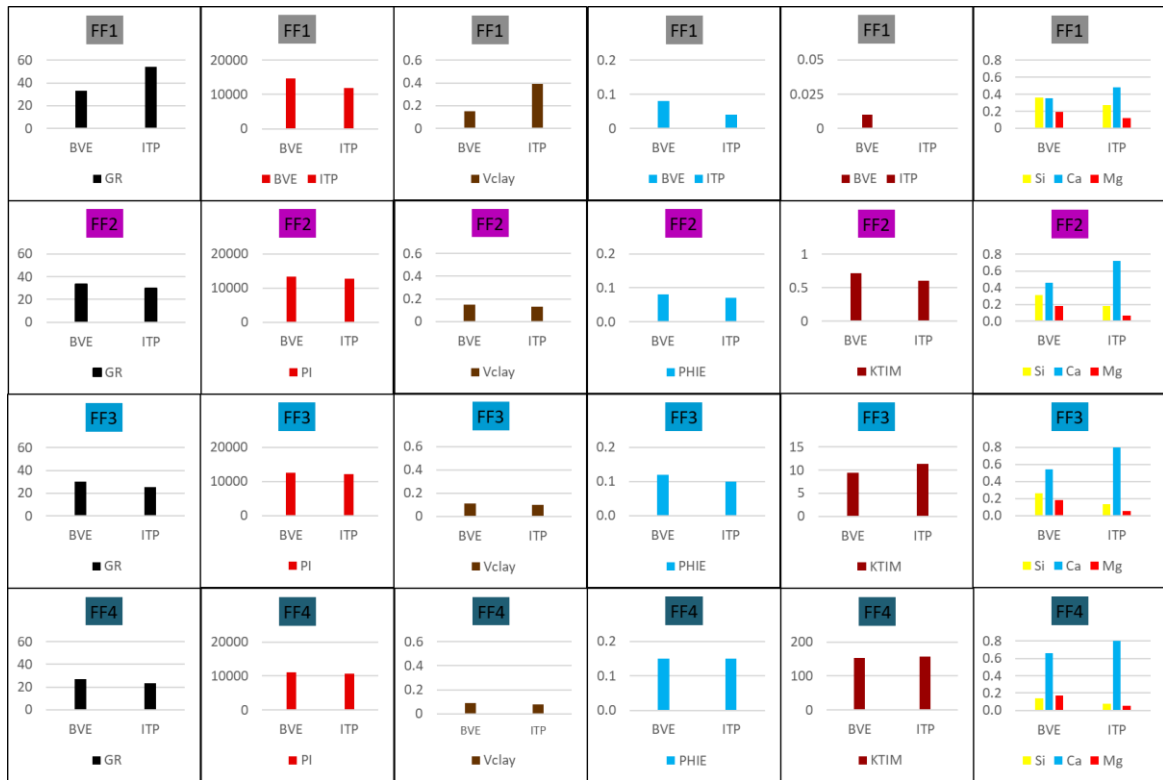 FF1 FF1 FF1 FF1 FF1 FF1
60 20000 0.6 0.2 0.05 0.8
0.6
40 0.4
10000 0.1 0.025 0.4
20 0.2 0.2
0 0 0 0 0 0
BVE ITP BVE ITP BVE ITP BVE ITP BVE ITP BVE ITP
GR BVE ITP Vclay BVE ITP BVE ITP Si Ca Mg
FF2 FF2 FF2 FF2 FF2 FF2
60 20000 0.6 0.2 1 0.8
0.6
40 0.4
10000 0.1 0.5 0.4
20 0.2 0.2
0 0 0 0.0 0 0.0
BVE ITP BVE ITP BVE ITP BVE ITP BVE ITP BVE ITP
GR PI Vclay PHIE KTIM Si Ca Mg
FF3 FF3 FF3 FF3 FF3 FF3
60 20000 0.6 0.2 15 0.8
0.6
40 0.4 10
10000 0.1 0.4
20 0.2 5 0.2
0 0 0 0.0 0 0.0
BVE ITP BVE ITP BVE ITP BVE ITP BVE ITP BVE ITP
GR PI Vclay PHIE KTIM Si Ca Mg
FF4 FF4 FF4 FF4 FF4 FF4
60 20000 0.6 0.2 200 0.8
0.6
40 0.4
10000 0.1 100 0.4
20 0.2 0.2
0 0 0 0.0 0 0.0
BVE ITP BVE ITP BVE ITP BVE ITP BVE ITP BVE ITP
GR PI Vclay PHIE KTIM Si Ca Mg